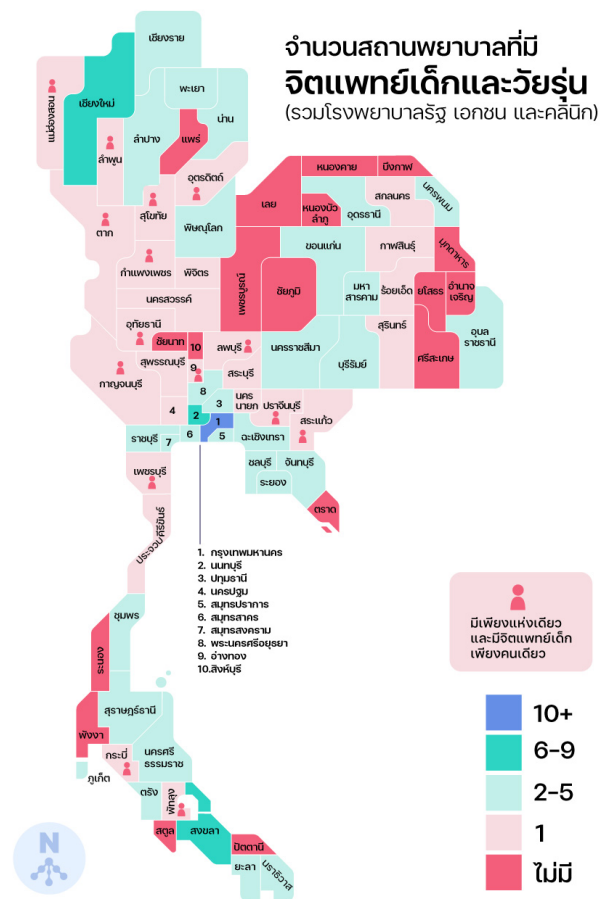 จำนวนสถานพยาบาลที่มี
จิตแพทย์เด็กและวัยรุ่น
(รวมโรงพยาบาลรัฐ เอกชน และคลินิก)
เชียงราย
แม่ฮ่องสอน
เชียงใหม่
พะเยา
น่าน
ลำปาง
แพร่
ลำพูน
อุตรดิตถ์
ตาก
สุโขทัย
พิษณุโลก
กำแพงเพชร
พิจิตร
นครสวรรค์
เพชรบูรณ์
เลย
หนองคาย
บึงกาฬ
หนองบัว
ลำภู
อุดรธานี
สกลนคร
นครพนม
ขอนแก่น
กาฬสินธุ์
มุกดาหาร
ชัยภูมิ
มหา
สารคาม
ร้อยเอ็ด
ยโสธร
อำนาจ
เจริญ
อุทัยธานี
ชัยนาท
10
ลพบุรี
นครราชสีมา
บุรีรัมย์
สุรินทร์
ศรีสะเกษ
อุบล
ราชธานี
กาญจนบุรี
สุพรรณบุรี
9
สระบุรี
8
นคร
นายก
ปราจีนบุรี
สระแก้ว
4
2
3
1
ราชบุรี
7
6
5
ฉะเชิงเทรา
ชลบุรี
จันทบุรี
ระยอง
ตราด
เพชรบุรี
ประจวบคีรีขันธ์
1. กรุงเทพมหานคร
2. นนทบุรี
3. ปทุมธานี
4. นครปฐม
5. สมุทรปราการ
6. สมุทรสาคร
7. สมุทรสงคราม
8. พระนครศรีอยุธยา
9. อ่างทอง
10.สิงห์บุรี
ชุมพร
ระนอง
สุราษฎร์ธานี
พังงา
กระบี่
นครศรี
ธรรมราช
ภูเก็ต
ตรัง
พัทลุง
สตูล
สงขลา
ปัตตานี
ยะลา
นราธิวาส
มีเพียงแห่งเดียว
และมีจิตแพทย์เด็ก
เพียงคนเดียว
10+
6-9
2-5
1
ไม่มี
N